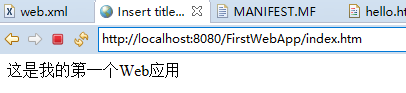 web.xml Insert title... MANIFEST.MF hello.ht
http://localhost:8080/FirstWebApp/index.htm
这是我的第一个Web应用